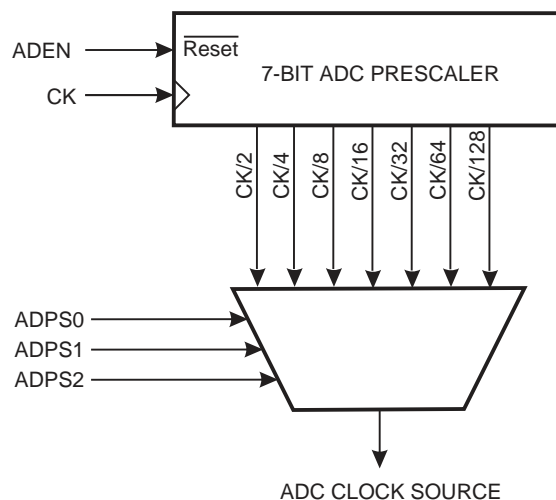 ADEN
Reset
7-BIT ADC PRESCALER
CK
CK/2
CK/4
CK/8
CK/16
CK/32
CK/64
CK/128
ADPS0
ADPS1
ADPS2
ADC CLOCK SOURCE